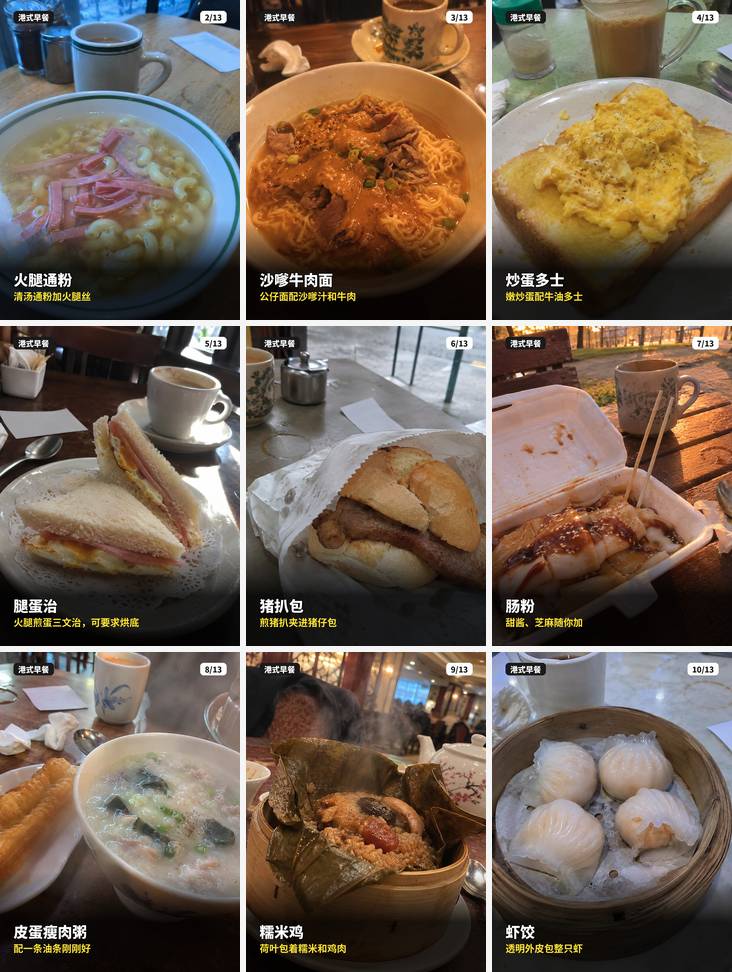 港式早餐
2/13
火腿通粉
清汤通粉加火腿丝
港式早餐
3/13
沙嗲牛肉面
公仔面配沙嗲汁和牛肉
港式早餐
4/13
炒蛋多士
嫩炒蛋配牛油多士
港式早餐
5/13
腿蛋治
火腿煎蛋三文治，可要求烘底
港式早餐
6/13
猪扒包
煎猪扒夹进猪仔包
港式早餐
7/13
肠粉
甜酱、芝麻随你加
港式早餐
8/13
皮蛋瘦肉粥
配一条油条刚刚好
港式早餐
9/13
糯米鸡
荷叶包着糯米和鸡肉
港式早餐
10/13
虾饺
透明外皮包整只虾